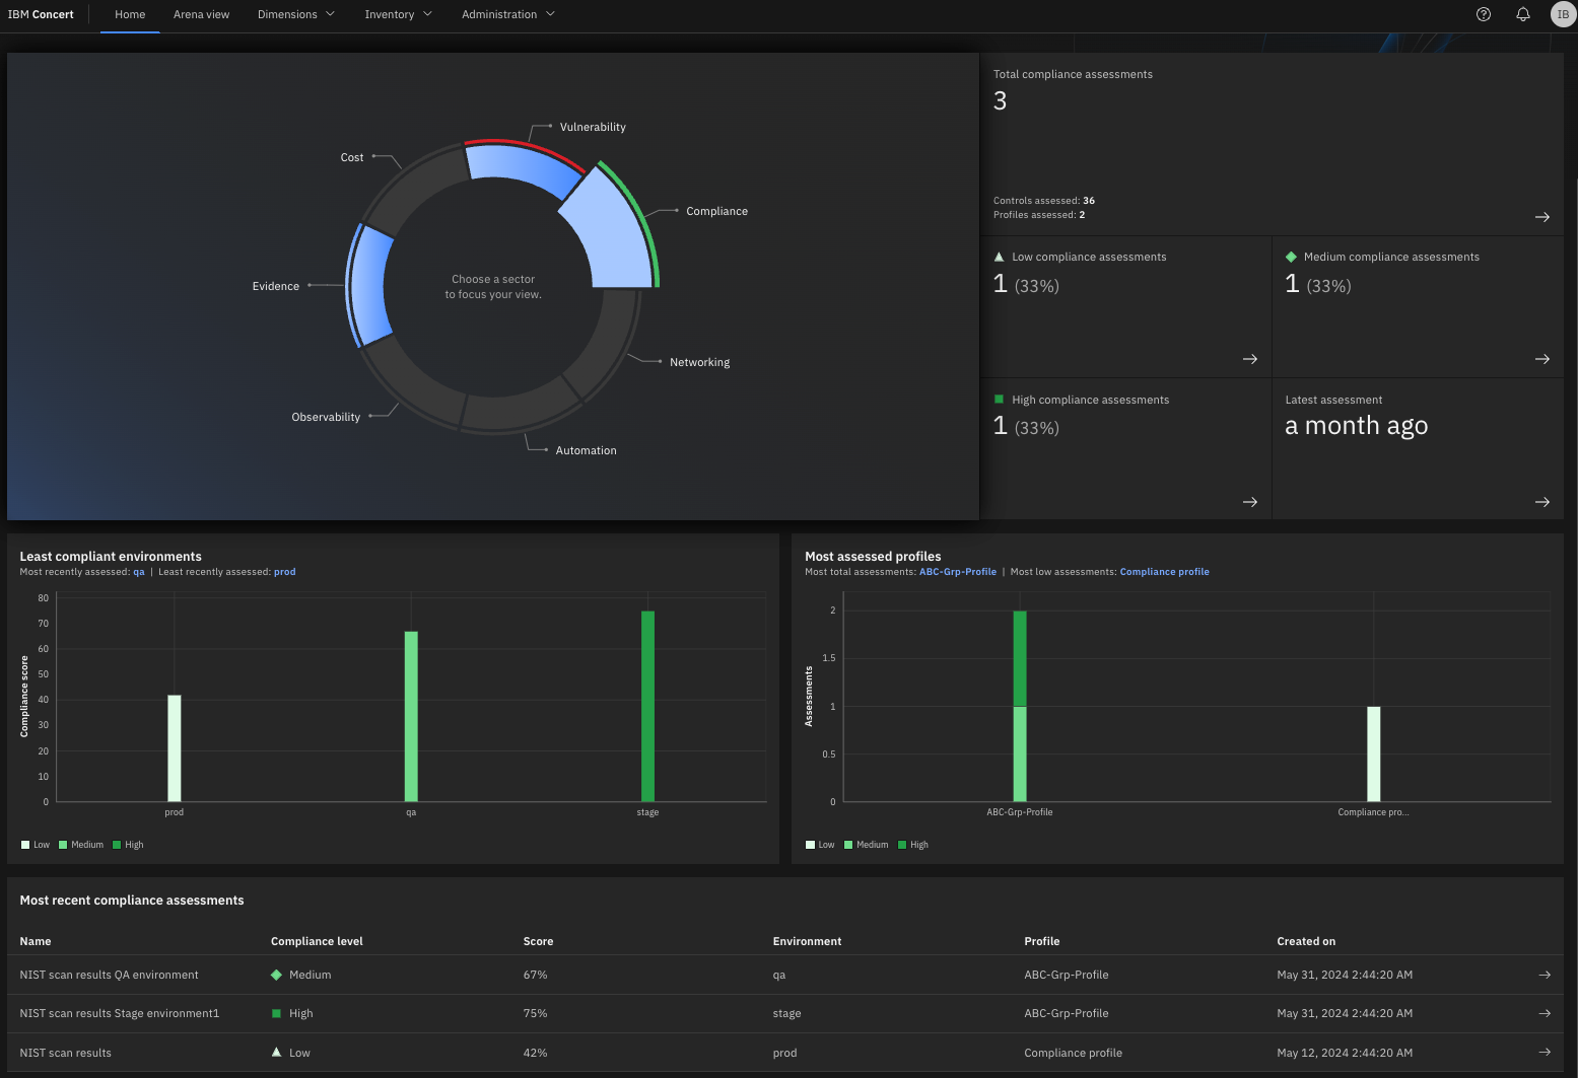 IBM Concert
Home
Arena view
Dimensions
Inventory
Administration
IB
Vulnerability
Cost
Compliance
Choose a sector
to focus your view.
Evidence
Networking
Observability
Automation
Total compliance assessments
3
Controls assessed: 36
Profiles assessed: 2
Low compliance assessments
1 (33%)
Medium compliance assessments
1 (33%)
High compliance assessments
1 (33%)
Latest assessment
a month ago
Least compliant environments
Most recently assessed: qa | Least recently assessed: prod
80
70
60
50
40
30
20
10
0
Compliance score
prod
qa
stage
Low
Medium
High
Most assessed profiles
Most total assessments: ABC-Grp-Profile | Most low assessments: Compliance profile
2
1.5
1
0.5
0
Assessments
ABC-Grp-Profile
Compliance pro...
Low
Medium
High
Most recent compliance assessments
Name Compliance level Score Environment Profile Created on
NIST scan results QA environment Medium 67% qa ABC-Grp-Profile May 31, 2024 2:44:20 AM
NIST scan results Stage environment1 High 75% stage ABC-Grp-Profile May 31, 2024 2:44:20 AM
NIST scan results Low 42% prod Compliance profile May 12, 2024 2:44:20 AM